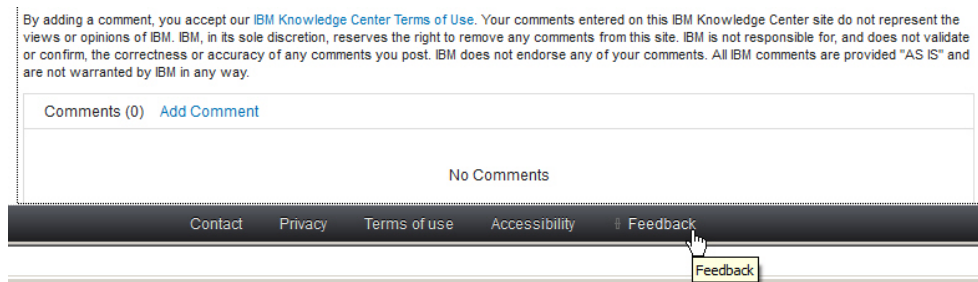 By adding a comment, you accept our IBM Knowledge Center Terms of Use. Your comments entered on this IBM Knowledge Center site do not represent the
views or opinions of IBM. IBM, in its sole discretion, reserves the right to remove any comments from this site. IBM is not responsible for, and does not validate
or confirm, the correctness or accuracy of any comments you post. IBM does not endorse any of your comments. All IBM comments are provided "AS IS" and
are not warranted by IBM in any way.
Comments (0) Add Comment
No Comments
Contact Privacy Terms of use Accessibility Feedback
Feedback